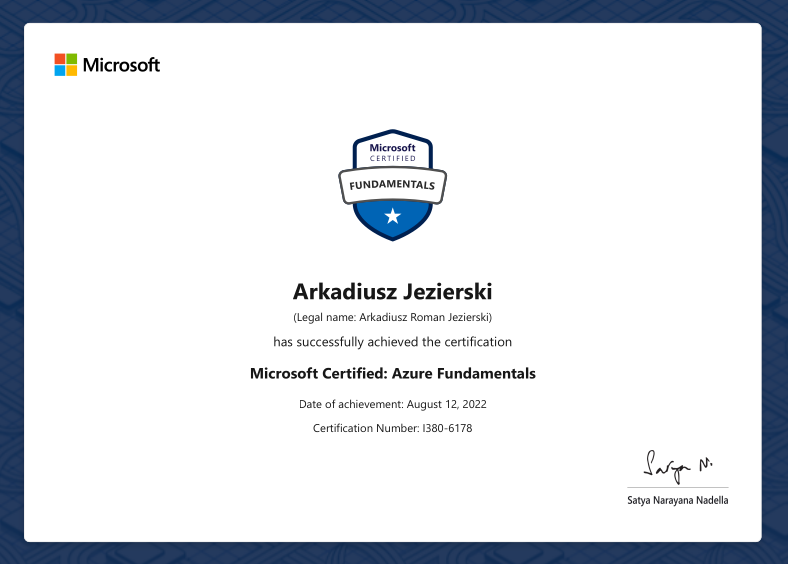 Microsoft
Microsoft
CERTIFIED
FUNDAMENTALS
Arkadiusz Jezierski
(Legal name: Arkadiusz Roman Jezierski)
has successfully achieved the certification
Microsoft Certified: Azure Fundamentals
Date of achievement: August 12, 2022
Certification Number: I380-6178
Satya N.
Satya Narayana Nadella